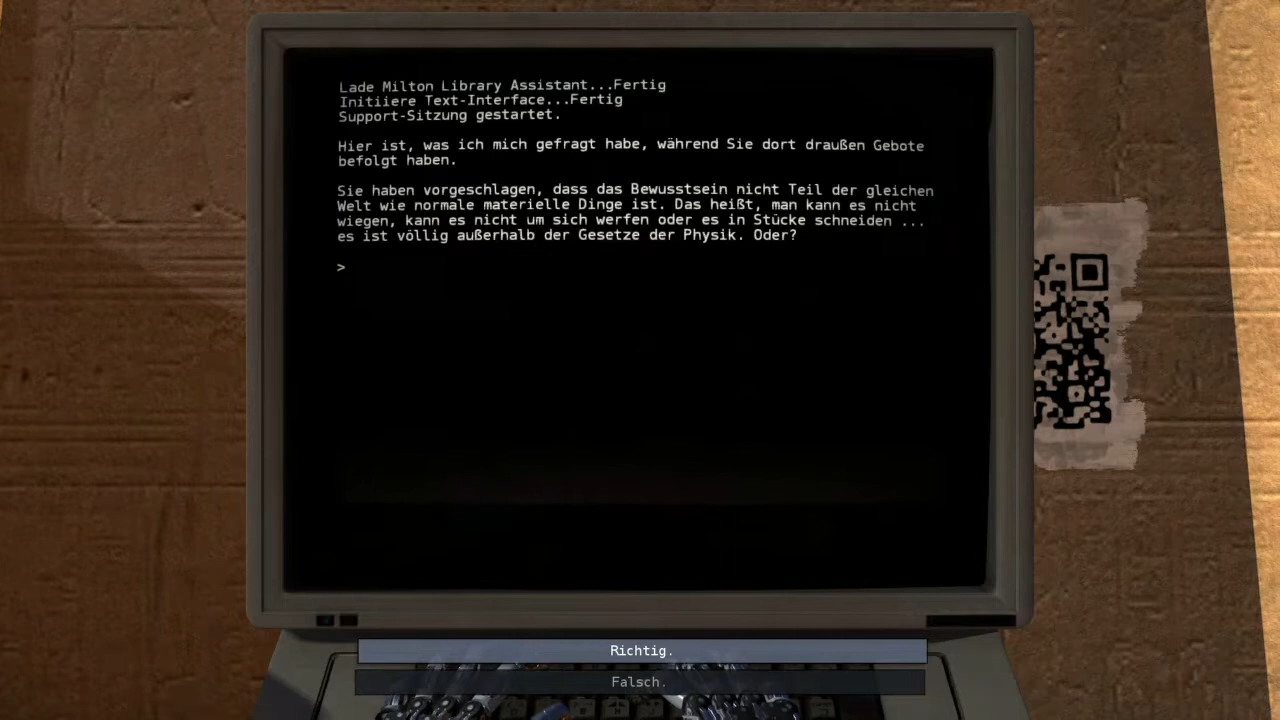 Lade Milton Library Assistant...Fertig
Initiiere Text-Interface...Fertig
Support-Sitzung gestartet.
Hier ist, was ich mich gefragt habe, während Sie dort draußen Gebote
befolgt haben.
Sie haben vorgeschlagen, dass das Bewusstsein nicht Teil der gleichen
Welt wie normale materielle Dinge ist. Das heißt, man kann es nicht
wiegen, kann es nicht um sich werfen oder es in Stücke schneiden ...
es ist völlig außerhalb der Gesetze der Physik. Oder?
>
Richtig.
Falsch.